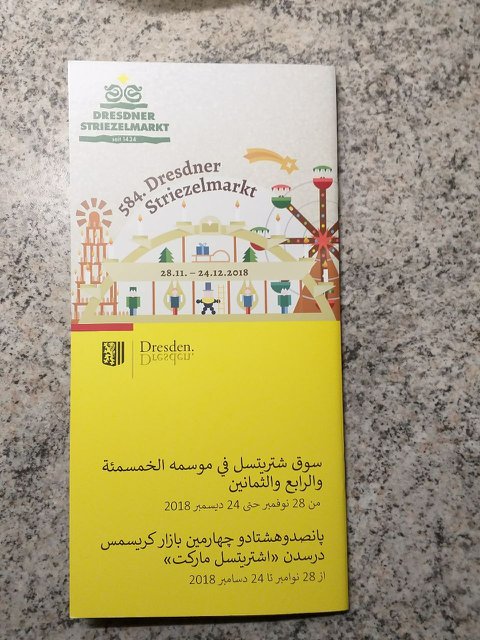 DRESDNER
STRIEZELMARKT
seit 1434
584. Dresdner
Striezelmarkt
28.11. – 24.12.2018
Dresden.
Dresden.
سوق شتريتسل في موسمه الخمسمئة
والرابع والثمانين
من 28 نوفمبر حتى 24 ديسمبر 2018
پانصدوهشتادو چهارمین بازار کریسمس
درسدن «اشتریتسل مارکت»
از 28 نوامبر تا 24 دسامبر 2018